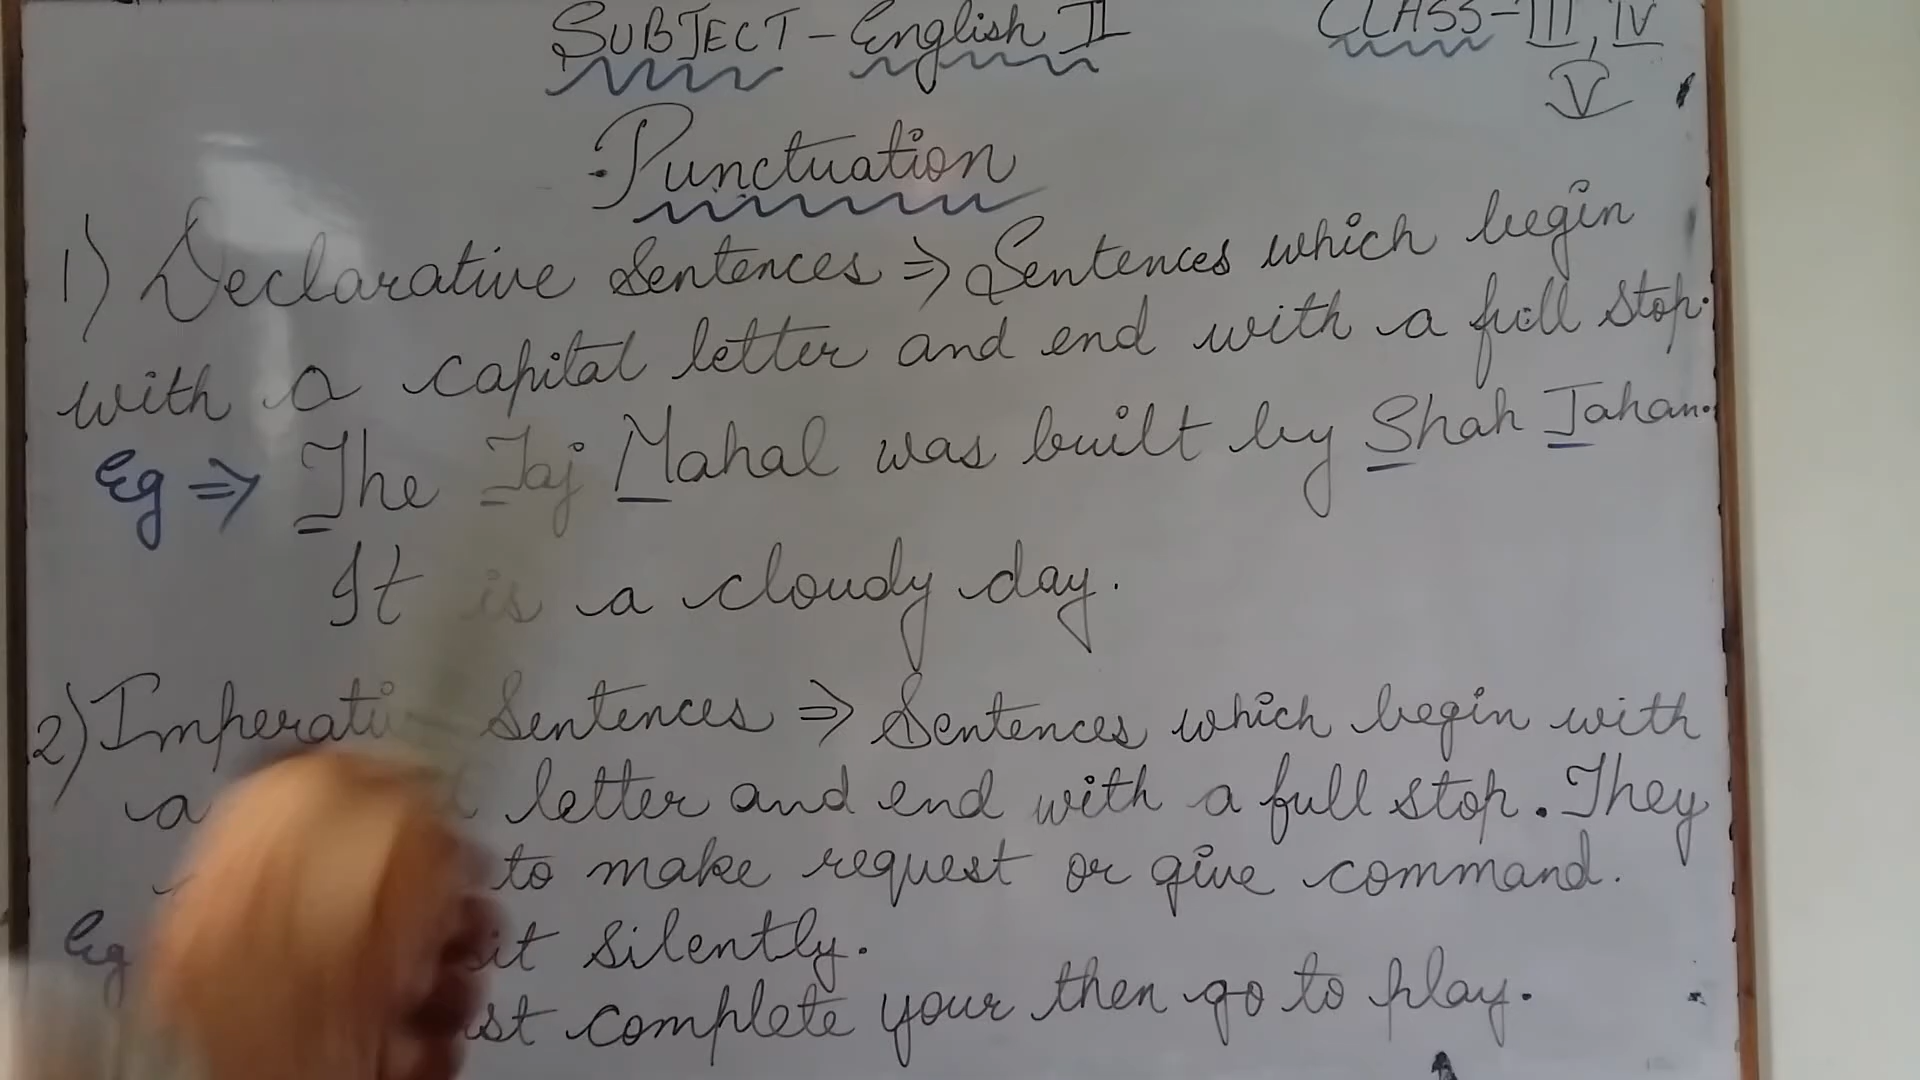 SUBJECT - English II
CLASS - III, IV
V
Punctuation
1) Declarative Sentences ⇒ Sentences which begin
with a capital letter and end with a full stop.
Eg ⇒ The Taj Mahal was built by Shah Jahan.
It is a cloudy day.
2) Imperati Sentences ⇒ Sentences which begin with
a letter and end with a full stop. They
to make request or give command.
Eg sit silently.
complete your then go to play.